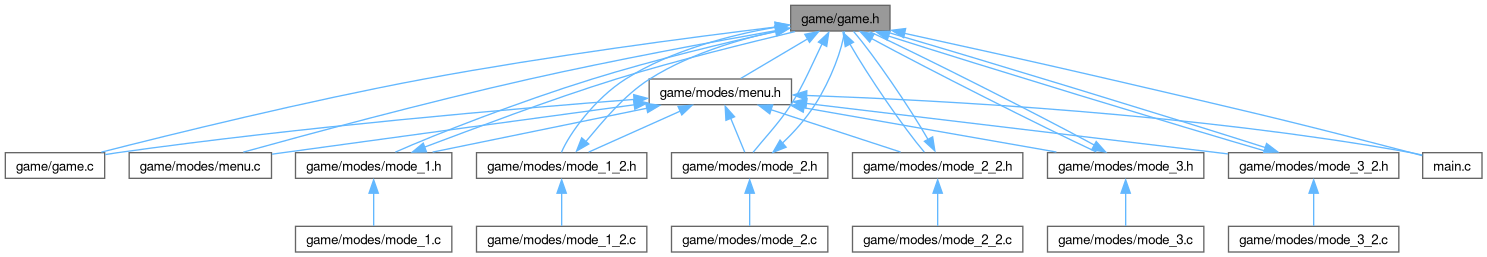 game/game.h
game/modes/menu.h
game/game.c
game/modes/menu.c
game/modes/mode_1.h
game/modes/mode_1_2.h
game/modes/mode_2.h
game/modes/mode_2_2.h
game/modes/mode_3.h
game/modes/mode_3_2.h
main.c
game/modes/mode_1.c
game/modes/mode_1_2.c
game/modes/mode_2.c
game/modes/mode_2_2.c
game/modes/mode_3.c
game/modes/mode_3_2.c